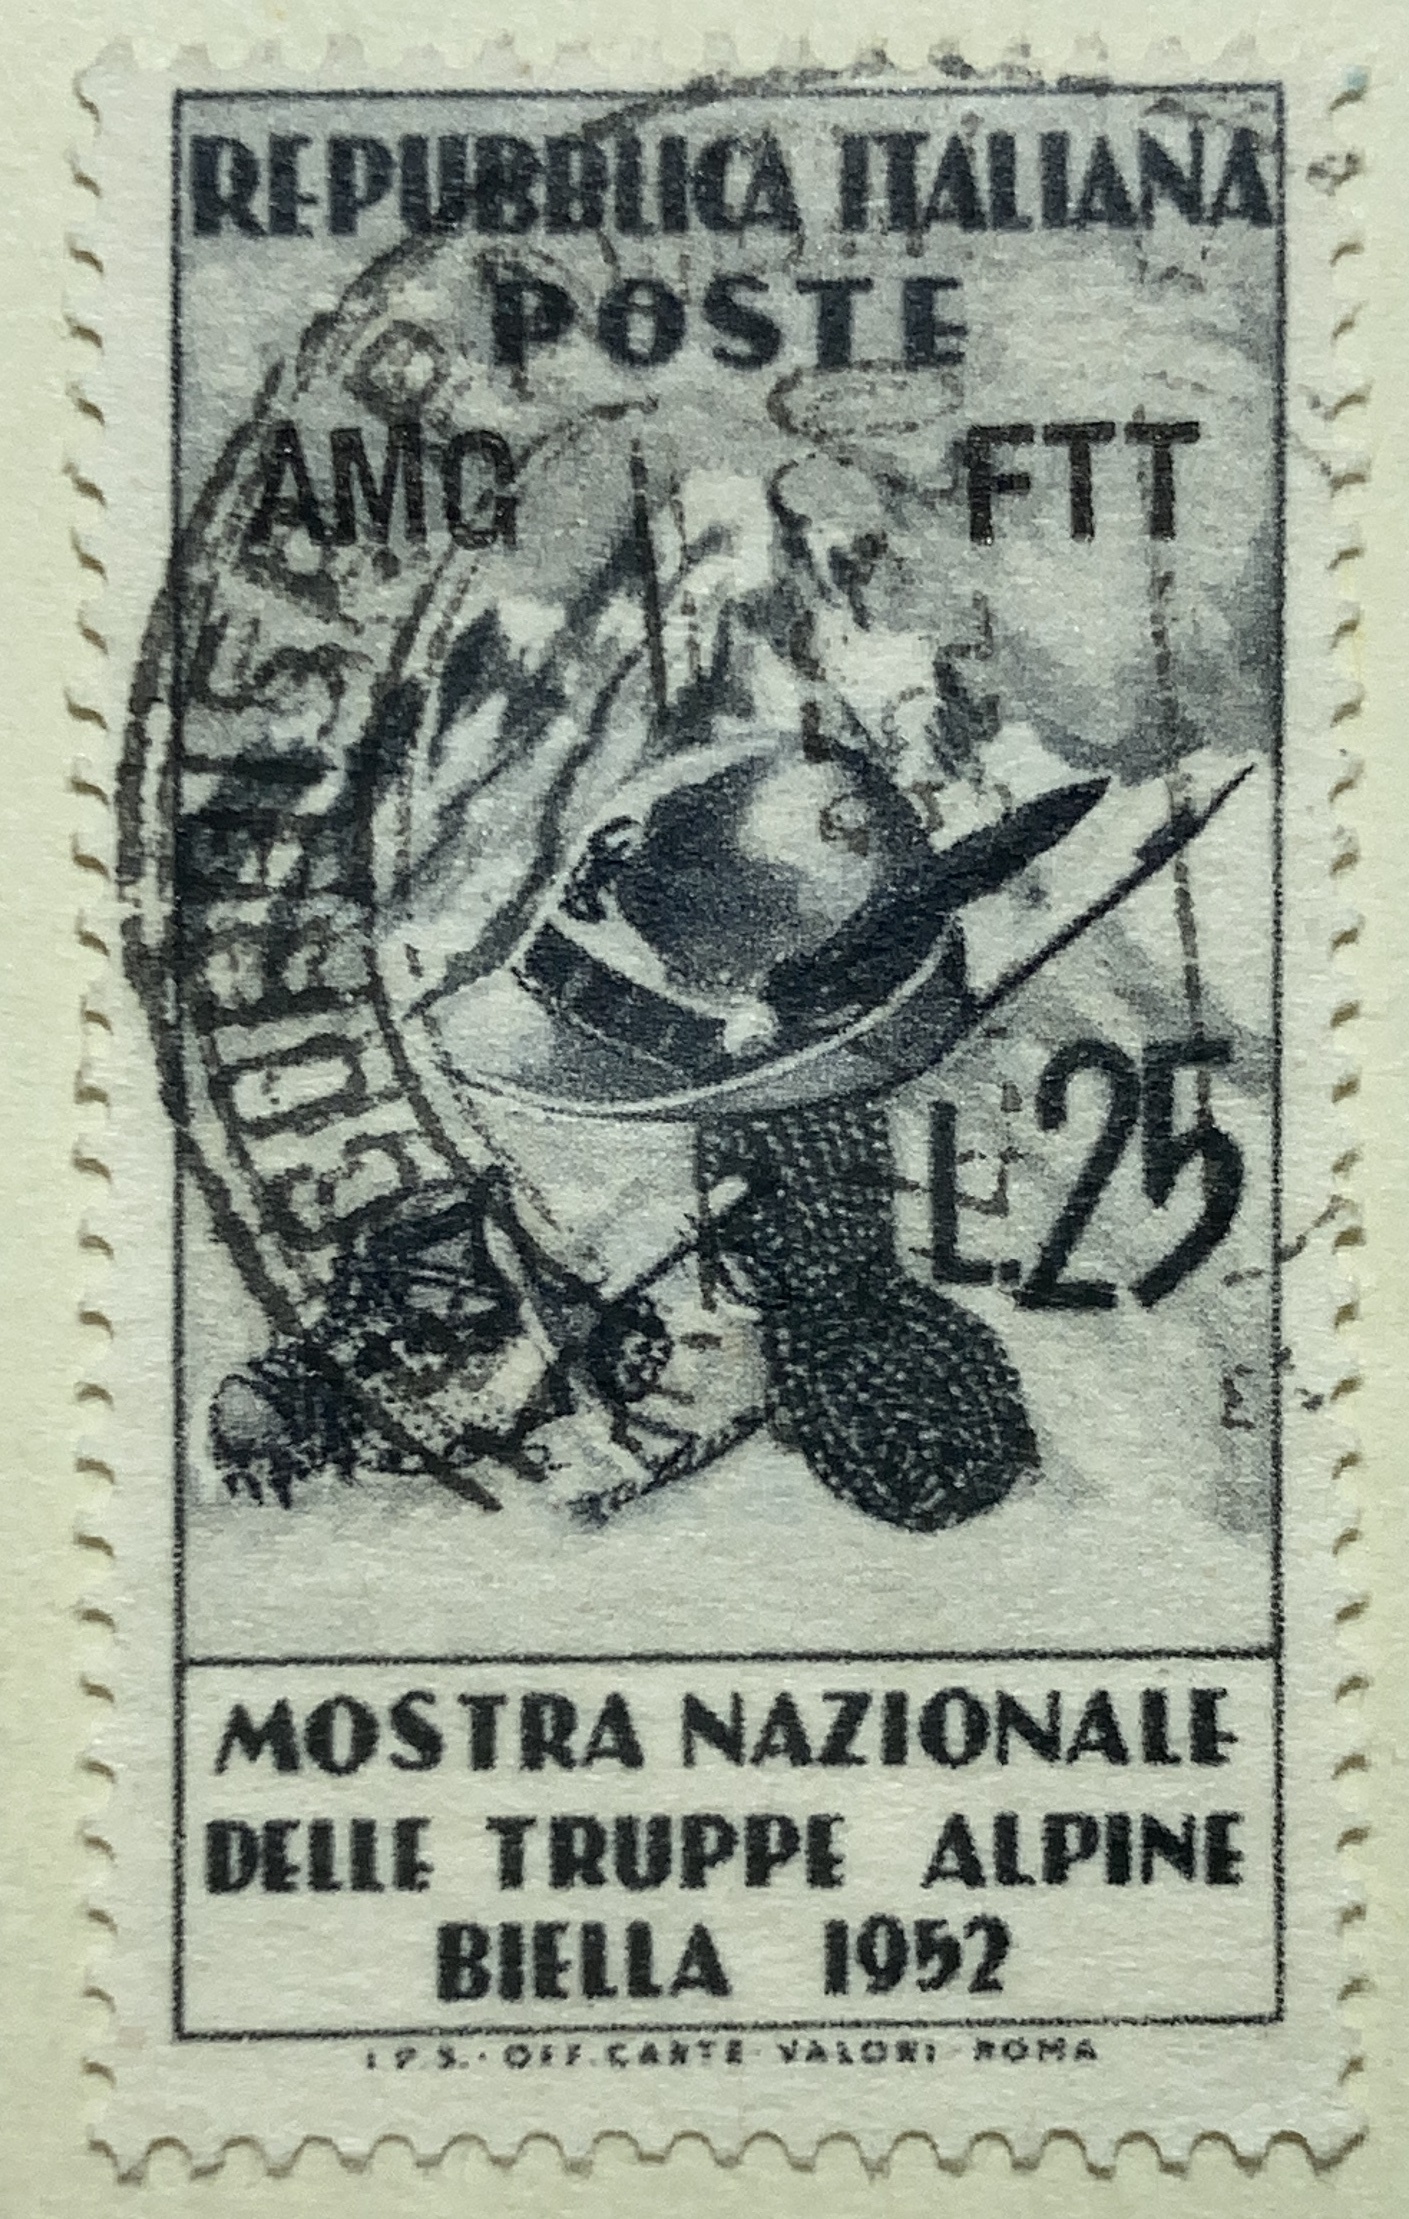 REPUBBLICA ITALIANA
POSTE
AMG FTT
L.25
MOSTRA NAZIONALE
DELLE TRUPPE ALPINE
BIELLA 1952
I.P.S.· OFF. CARTE VALORI ROMA